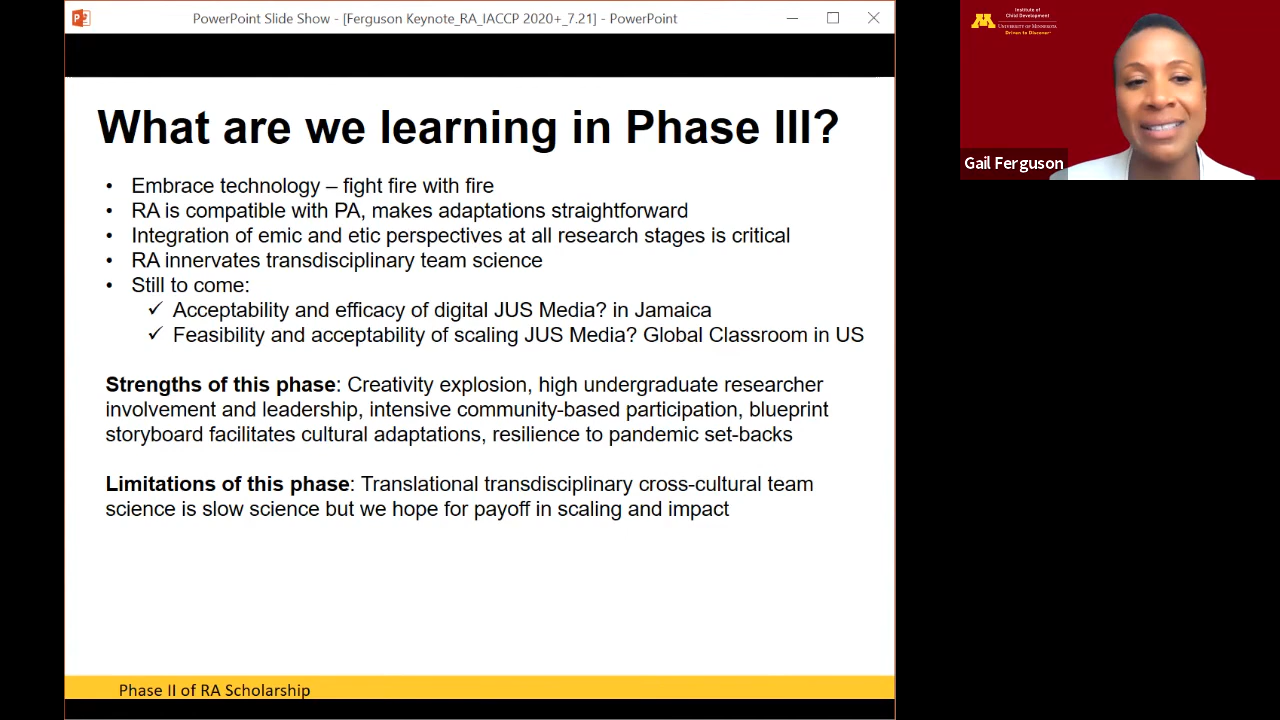 PowerPoint Slide Show - [Ferguson Keynote_RA_IACCP 2020+_7.21] - PowerPoint
What are we learning in Phase III?
• Embrace technology – fight fire with fire
• RA is compatible with PA, makes adaptations straightforward
• Integration of emic and etic perspectives at all research stages is critical
• RA innervates transdisciplinary team science
• Still to come:
✓ Acceptability and efficacy of digital JUS Media? in Jamaica
✓ Feasibility and acceptability of scaling JUS Media? Global Classroom in US
Strengths of this phase: Creativity explosion, high undergraduate researcher
involvement and leadership, intensive community-based participation, blueprint
storyboard facilitates cultural adaptations, resilience to pandemic set-backs
Limitations of this phase: Translational transdisciplinary cross-cultural team
science is slow science but we hope for payoff in scaling and impact
Phase II of RA Scholarship
Institute of
Child Development
M
UNIVERSITY OF MINNESOTA
Driven to Discover℠
Gail Ferguson